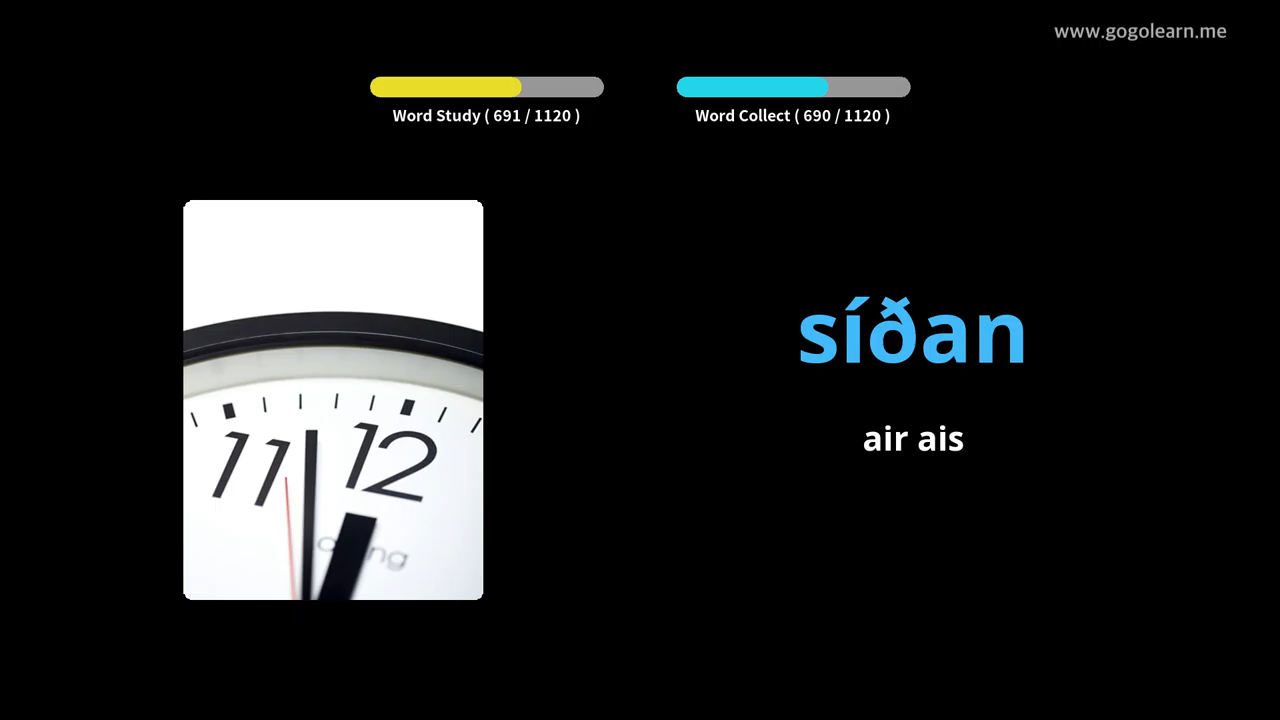 www.gogolearn.me
Word Study ( 691 / 1120 )
Word Collect ( 690 / 1120 )
11
12
síðan
air ais